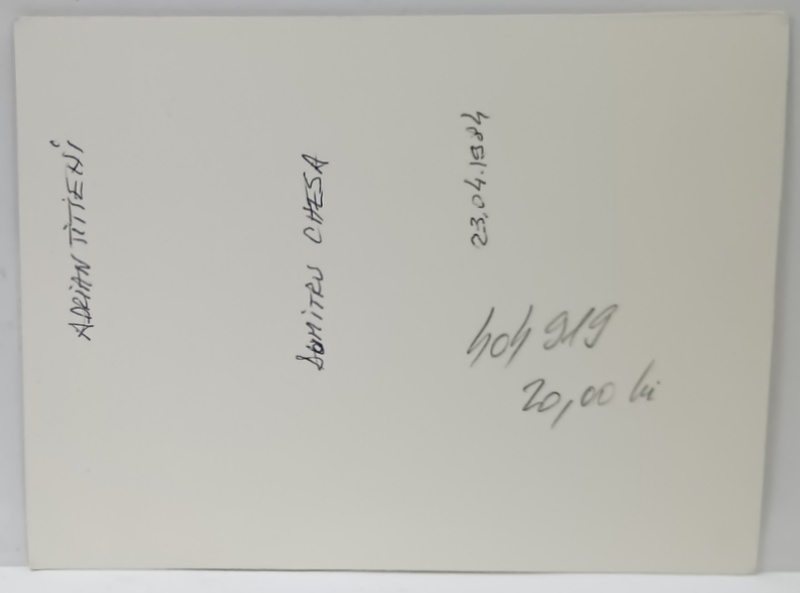 ADRIAN TITIENI
DUMITRU CHESA
23.04.1984
404919
20,00 lei